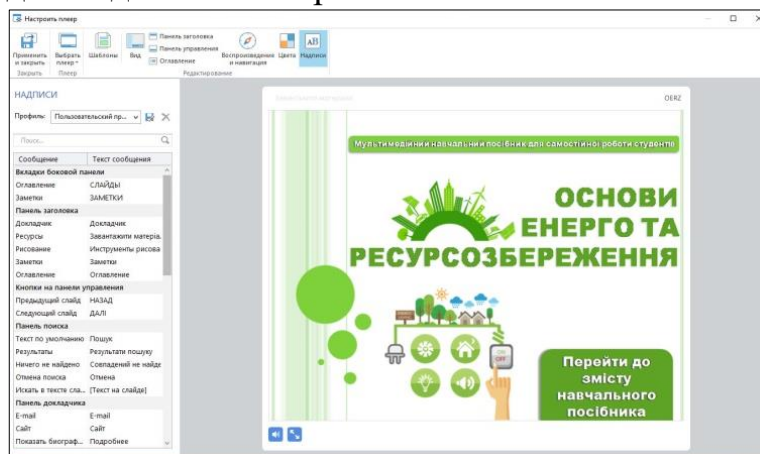 Настроить плеер
Применить и закрыть
Выбрать плеер
Шаблоны
Вид
Панель заголовка
Панель управления
Оглавление
Воспроизведение и навигация
Цвета
Надписи
Закрыть
Плеер
Редактирование
НАДПИСИ
Профиль: Пользовательский пр...
Поиск...
Сообщение Текст сообщения
Вкладки боковой панели
Оглавление СЛАЙДЫ
Заметки ЗАМЕТКИ
Панель заголовка
Докладчик Докладчик
Ресурсы Завантажити матеріа.
Рисование Инструменты рисова
Заметки Заметки
Оглавление Оглавление
Кнопки на панели управления
Предыдущий слайд НАЗАД
Следующий слайд ДАЛІ
Панель поиска
Текст по умолчанию Пошук
Результаты Результати пошуку
Ничего не найдено Совпадений не найде
Отмена поиска Отмена
Искать в тексте сла... [Текст на слайде]
Панель докладчика
E-mail E-mail
Сайт Сайт
Показать биограф... Подробнее
OERZ
Мультимедійний навчальний посібник для самостійної роботи студентів
ОСНОВИ
ЕНЕРГО ТА
РЕСУРСОЗБЕРЕЖЕННЯ
ON
OFF
Перейти до
змісту
навчального
посібника